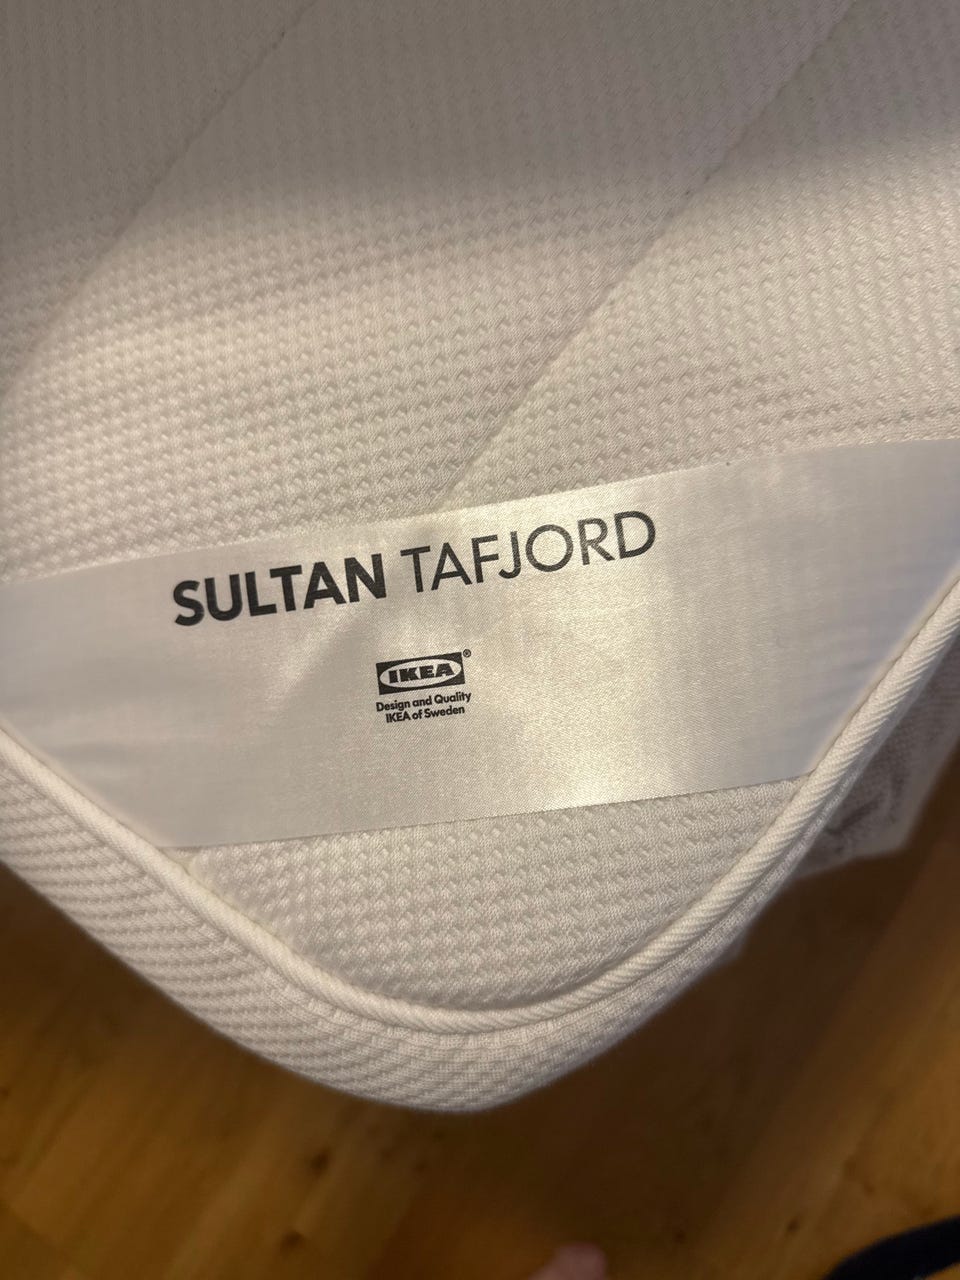 SULTAN TAFJORD
IKEA®
Design and Quality
IKEA of Sweden